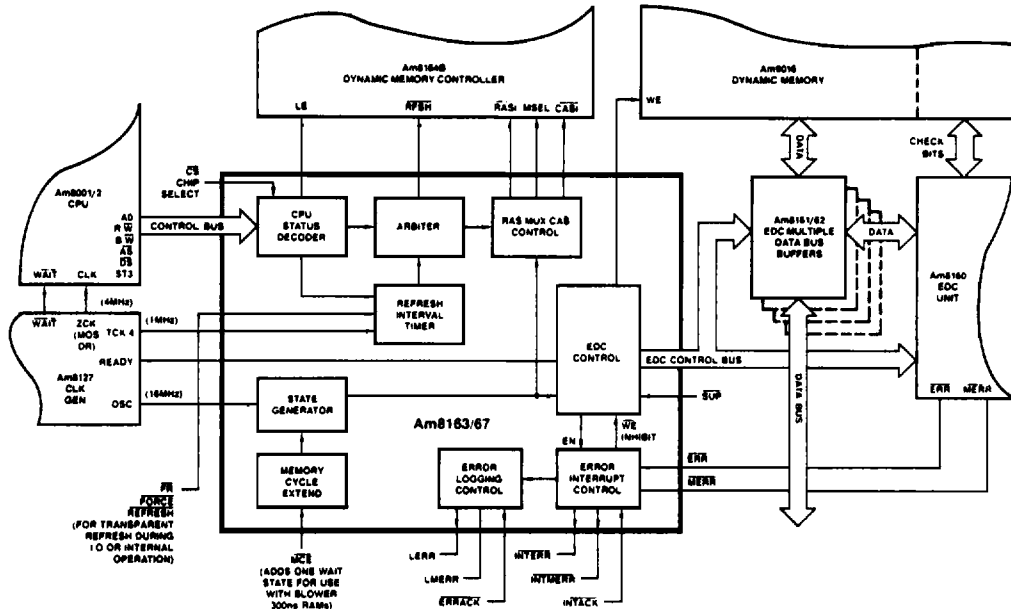 Am8164B
DYNAMIC MEMORY CONTROLLER
LE
RFSH
RASI
MSEL
CASI
Am9016
DYNAMIC MEMORY
WE
DATA
CHECK
BITS
Am8001/2
CPU
AD
R W
B W
AS
DS
ST3
WAIT
CLK
CS
CHIP
SELECT
CONTROL BUS
CPU
STATUS
DECODER
ARBITER
RAS MUX CAS
CONTROL
REFRESH
INTERVAL
TIMER
Am8161/62
EDC MULTIPLE
DATA BUS
BUFFERS
DATA
Am8160
EDC
UNIT
(4MHz)
WAIT
ZCK
(MOS
DR)
TCK 4
(1MHz)
READY
Am8127
CLK
GEN
OSC
(16MHz)
EDC
CONTROL
EDC CONTROL BUS
DATA BUS
ERR
MERR
SUP
STATE
GENERATOR
Am8163/67
EN
WE
INHIBIT
MEMORY
CYCLE
EXTEND
ERROR
LOGGING
CONTROL
ERROR
INTERRUPT
CONTROL
ERR
MERR
FR
FORCE
REFRESH
(FOR TRANSPARENT
REFRESH DURING
I O OR INTERNAL
OPERATION)
MCE
(ADDS ONE WAIT
STATE FOR USE
WITH SLOWER
300ns RAMs)
LERR
LMERR
ERRACK
INTERR
INTMERR
INTACK